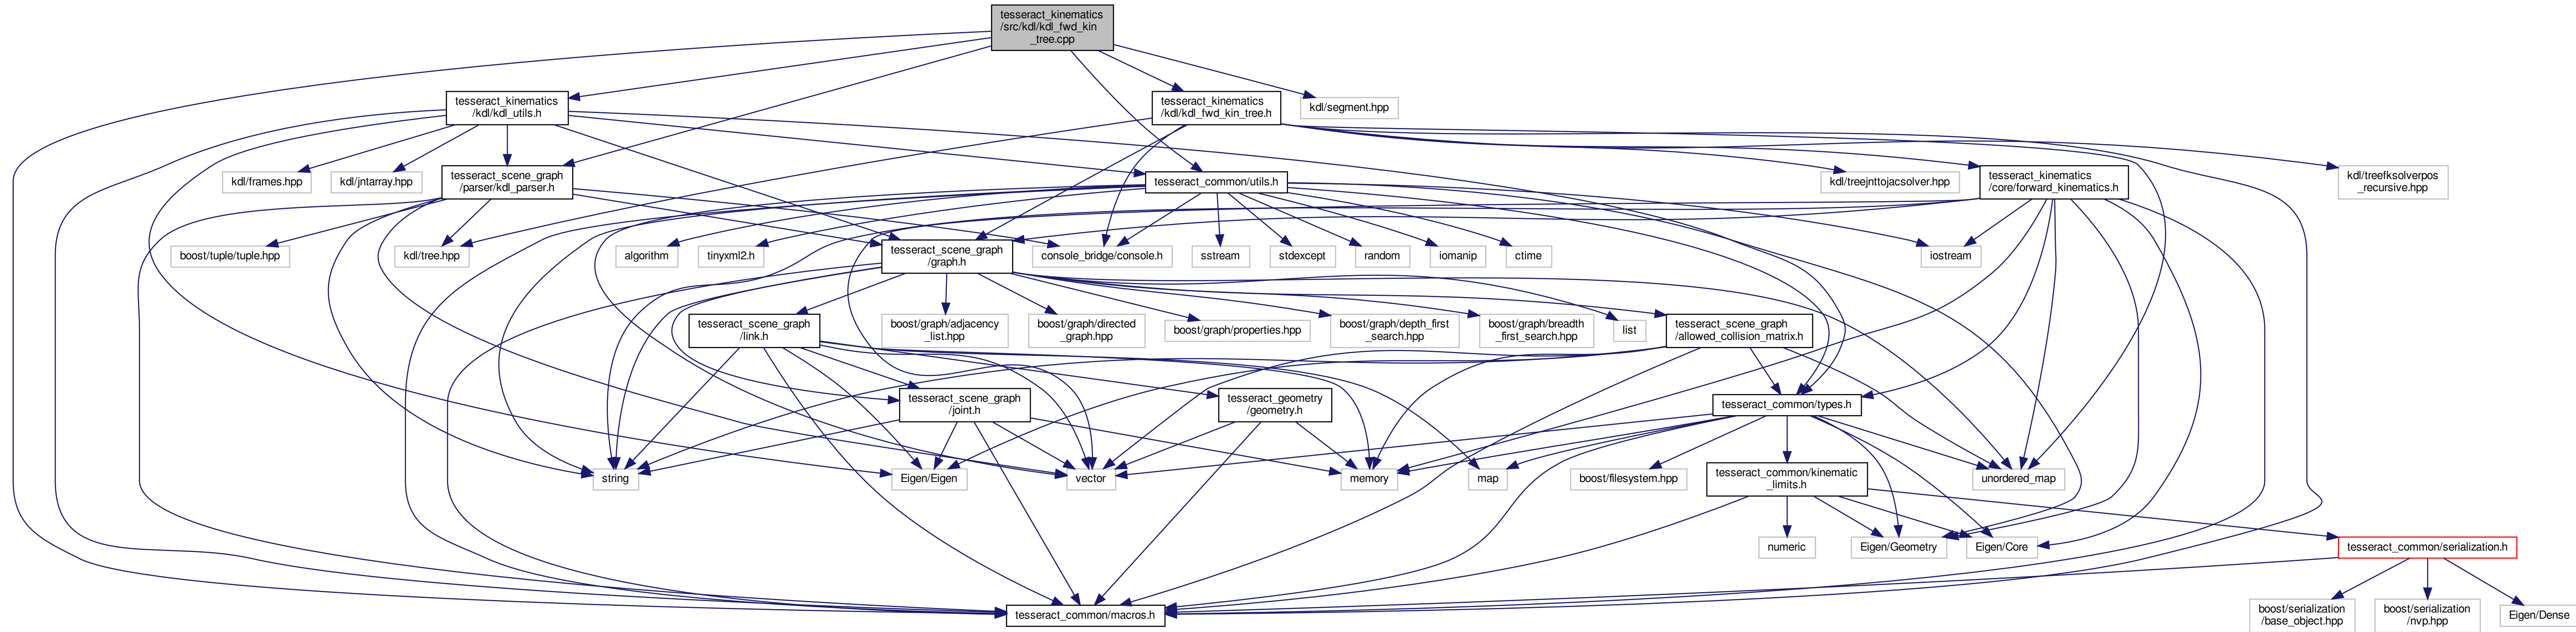 tesseract_kinematics
/src/kdl/kdl_fwd_kin
_tree.cpp
tesseract_kinematics
/kdl/kdl_utils.h
tesseract_kinematics
/kdl/kdl_fwd_kin_tree.h
kdl/segment.hpp
kdl/frames.hpp
kdl/jntarray.hpp
tesseract_scene_graph
/parser/kdl_parser.h
tesseract_common/utils.h
kdl/treejnttojacsolver.hpp
tesseract_kinematics
/core/forward_kinematics.h
kdl/treefksolverpos
_recursive.hpp
boost/tuple/tuple.hpp
kdl/tree.hpp
algorithm
tinyxml2.h
tesseract_scene_graph
/graph.h
console_bridge/console.h
sstream
stdexcept
random
iomanip
ctime
iostream
tesseract_scene_graph
/link.h
boost/graph/adjacency
_list.hpp
boost/graph/directed
_graph.hpp
boost/graph/properties.hpp
boost/graph/depth_first
_search.hpp
boost/graph/breadth
_first_search.hpp
list
tesseract_scene_graph
/allowed_collision_matrix.h
tesseract_scene_graph
/joint.h
tesseract_geometry
/geometry.h
tesseract_common/types.h
string
Eigen/Eigen
vector
memory
map
boost/filesystem.hpp
tesseract_common/kinematic
_limits.h
unordered_map
numeric
Eigen/Geometry
Eigen/Core
tesseract_common/serialization.h
tesseract_common/macros.h
boost/serialization
/base_object.hpp
boost/serialization
/nvp.hpp
Eigen/Dense